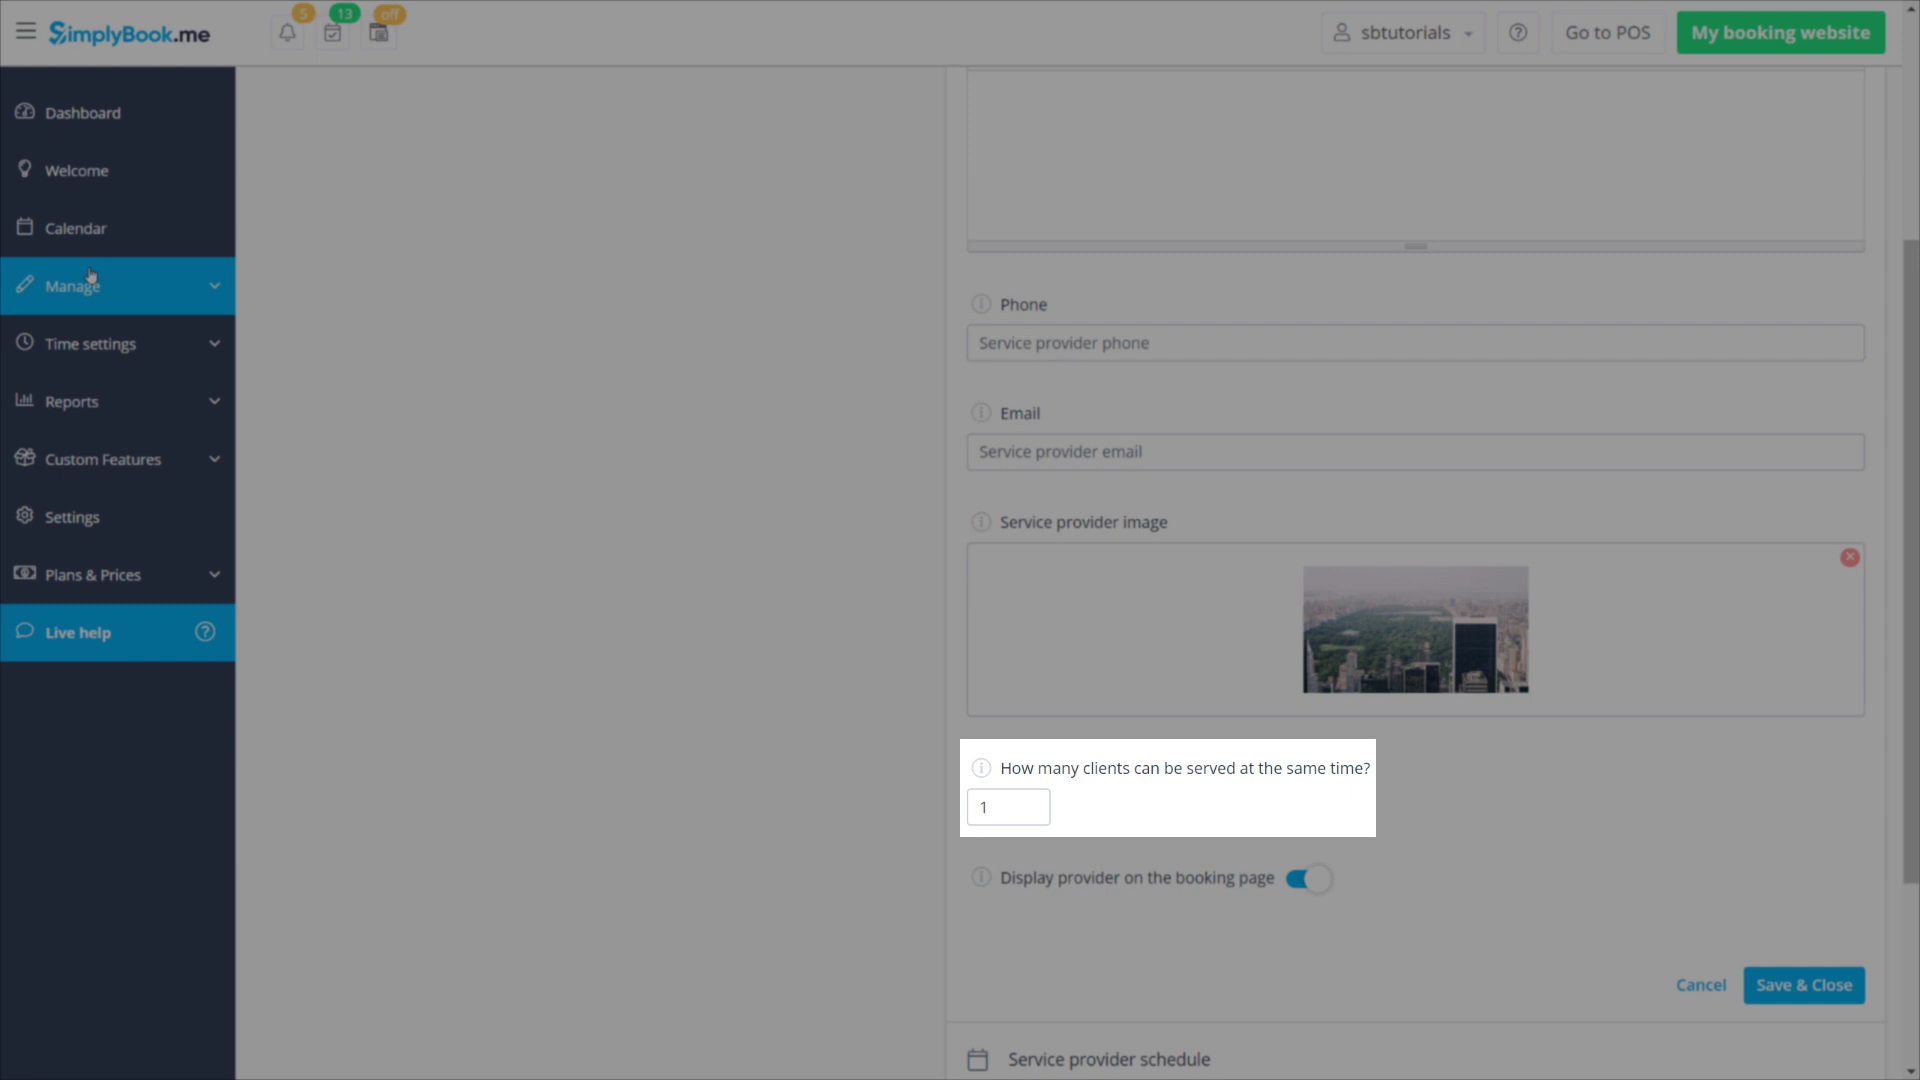 SimplyBook.me
5
13
off
sbtutorials
Go to POS
My booking website
Dashboard
Welcome
Calendar
Manage
Time settings
Reports
Custom Features
Settings
Plans & Prices
Live help
Phone
Service provider phone
Email
Service provider email
Service provider image
How many clients can be served at the same time?
1
Display provider on the booking page
Cancel
Save & Close
Service provider schedule